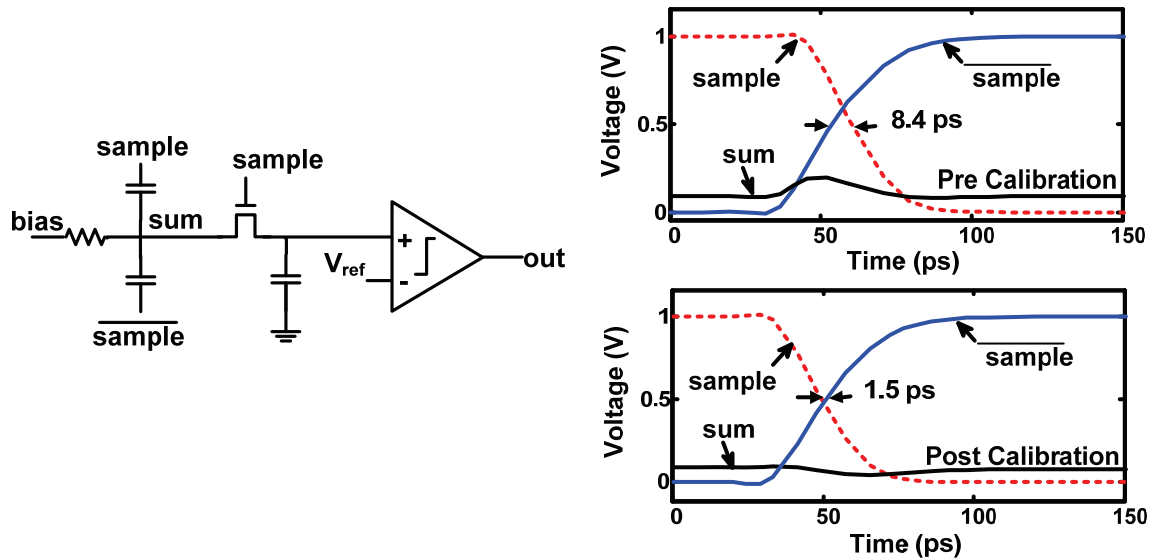 sample
bias
sum
sample
sample
V_ref
+
-
out
Voltage (V)
1
0.5
0
sample
sample
8.4 ps
sum
Pre Calibration
0
50
100
150
Time (ps)
Voltage (V)
1
0.5
0
sample
sample
1.5 ps
sum
Post Calibration
0
50
100
150
Time (ps)